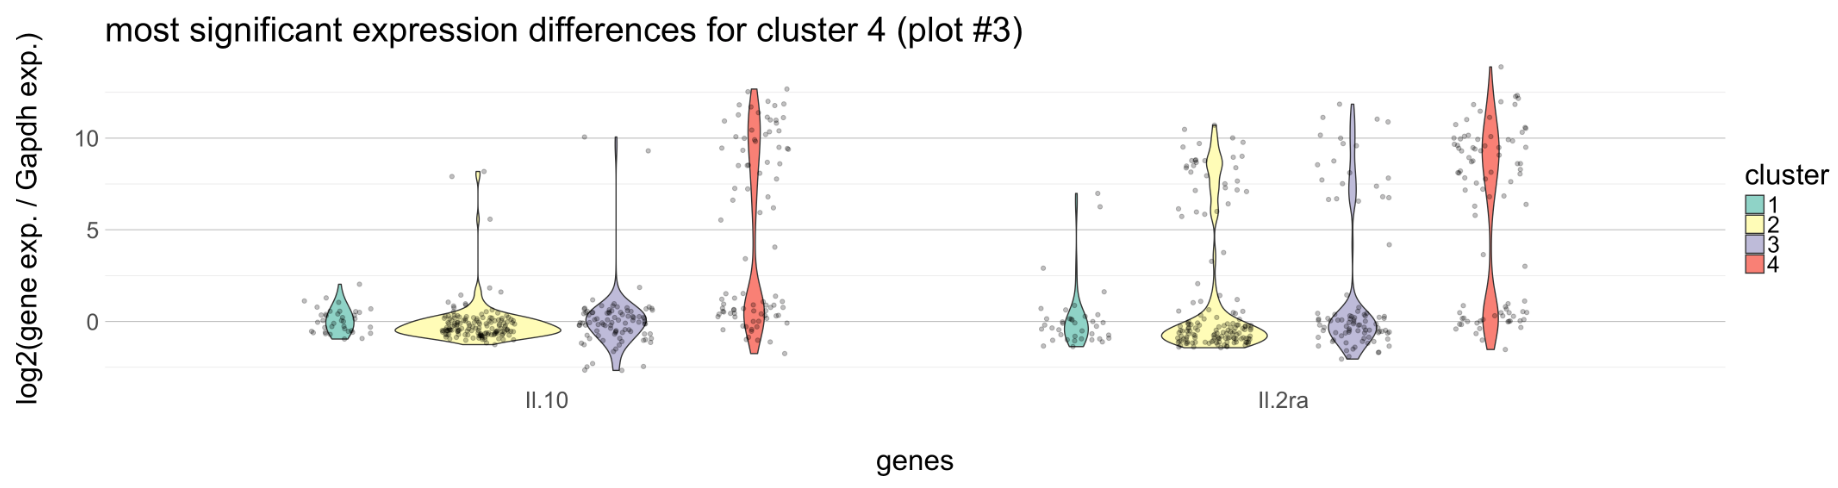 most significant expression differences for cluster 4 (plot #3)
log2(gene exp. / Gapdh exp.)
10
5
0
Il.10
Il.2ra
genes
cluster
1
2
3
4